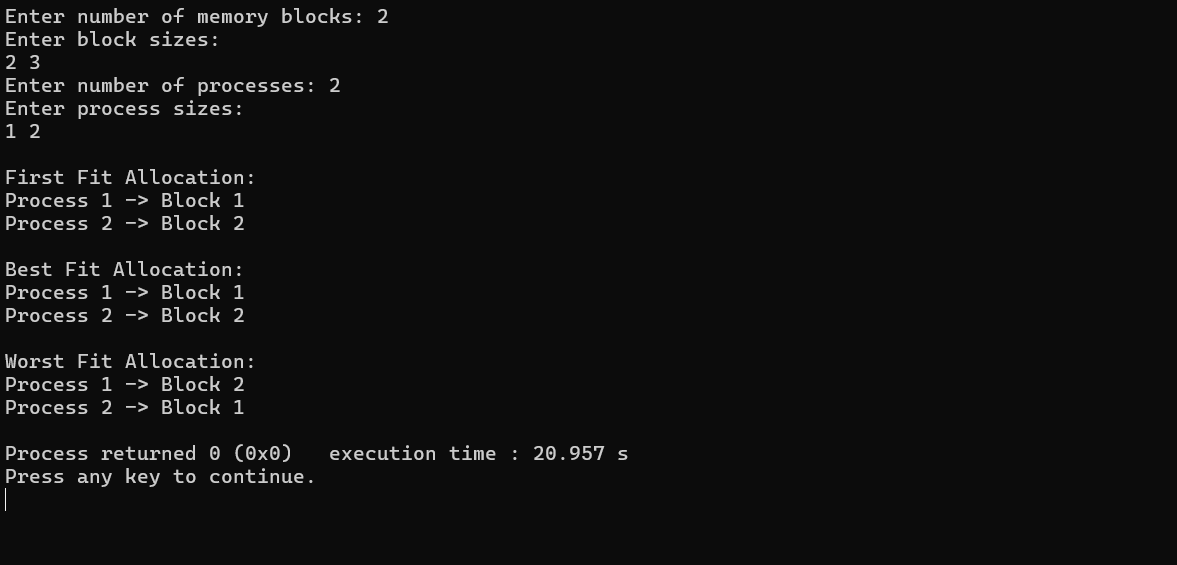 Enter number of memory blocks: 2
Enter block sizes:
2 3
Enter number of processes: 2
Enter process sizes:
1 2
First Fit Allocation:
Process 1 -> Block 1
Process 2 -> Block 2
Best Fit Allocation:
Process 1 -> Block 1
Process 2 -> Block 2
Worst Fit Allocation:
Process 1 -> Block 2
Process 2 -> Block 1
Process returned 0 (0x0)   execution time : 20.957 s
Press any key to continue.